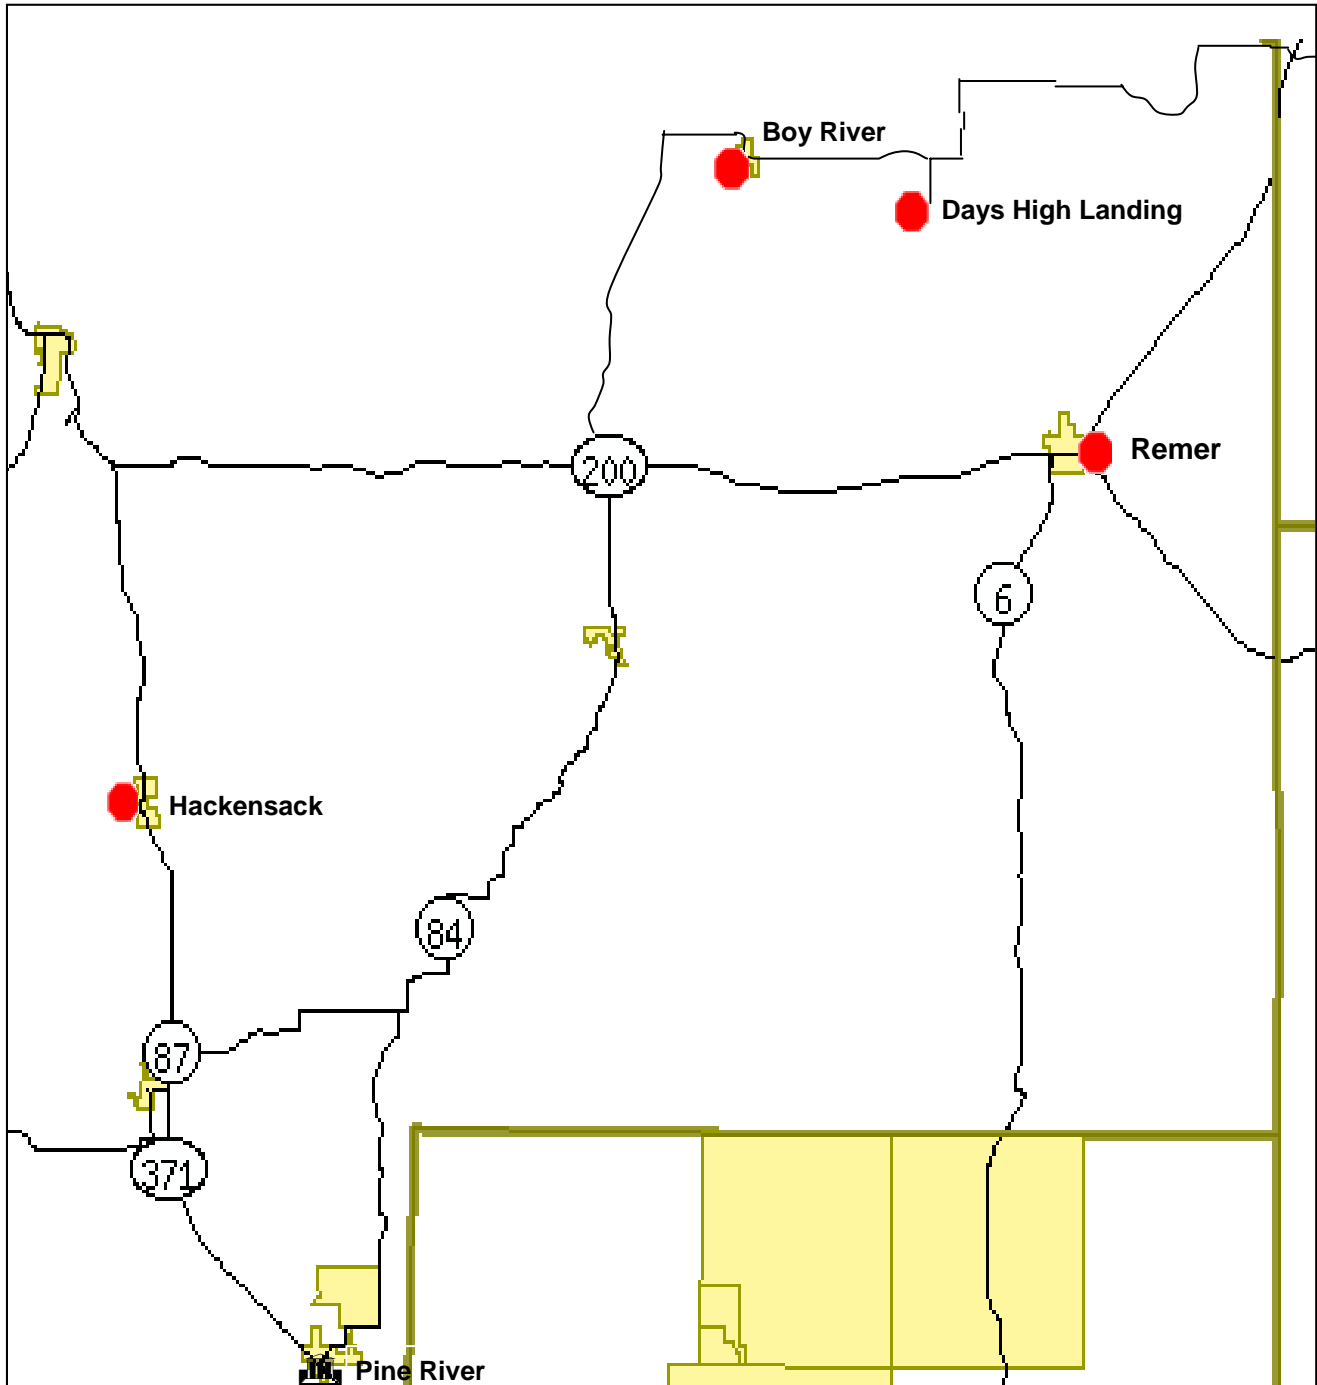 Boy River
Days High Landing
Remer
200
6
Hackensack
84
87
371
Pine River